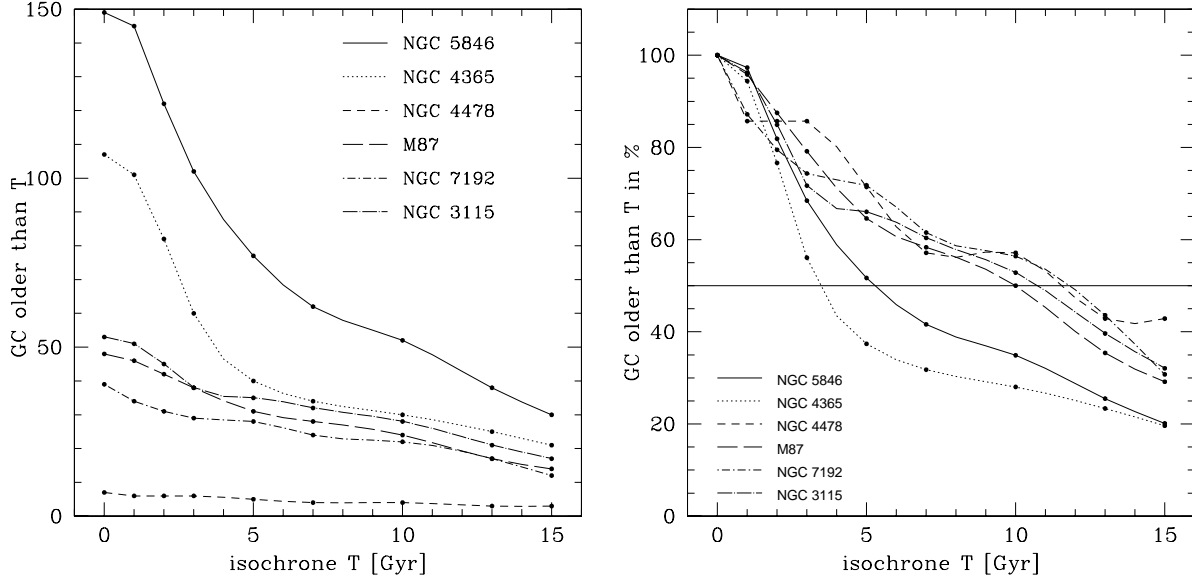 150
100
50
0
GC older than T
NGC 5846
NGC 4365
NGC 4478
M87
NGC 7192
NGC 3115
0 5 10 15
isochrone T [Gyr]
100
80
60
40
20
0
GC older than T in %
NGC 5846
NGC 4365
NGC 4478
M87
NGC 7192
NGC 3115
0 5 10 15
isochrone T [Gyr]